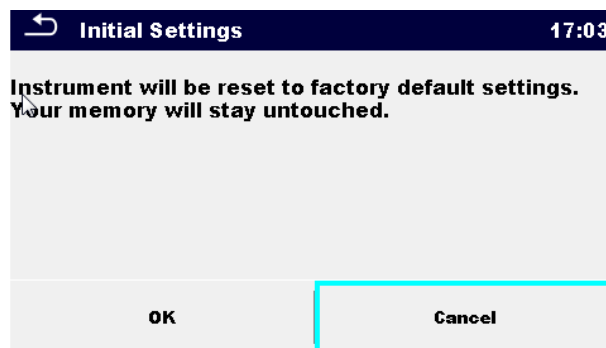 Initial Settings 17:03
Instrument will be reset to factory default settings.
Your memory will stay untouched.
OK Cancel